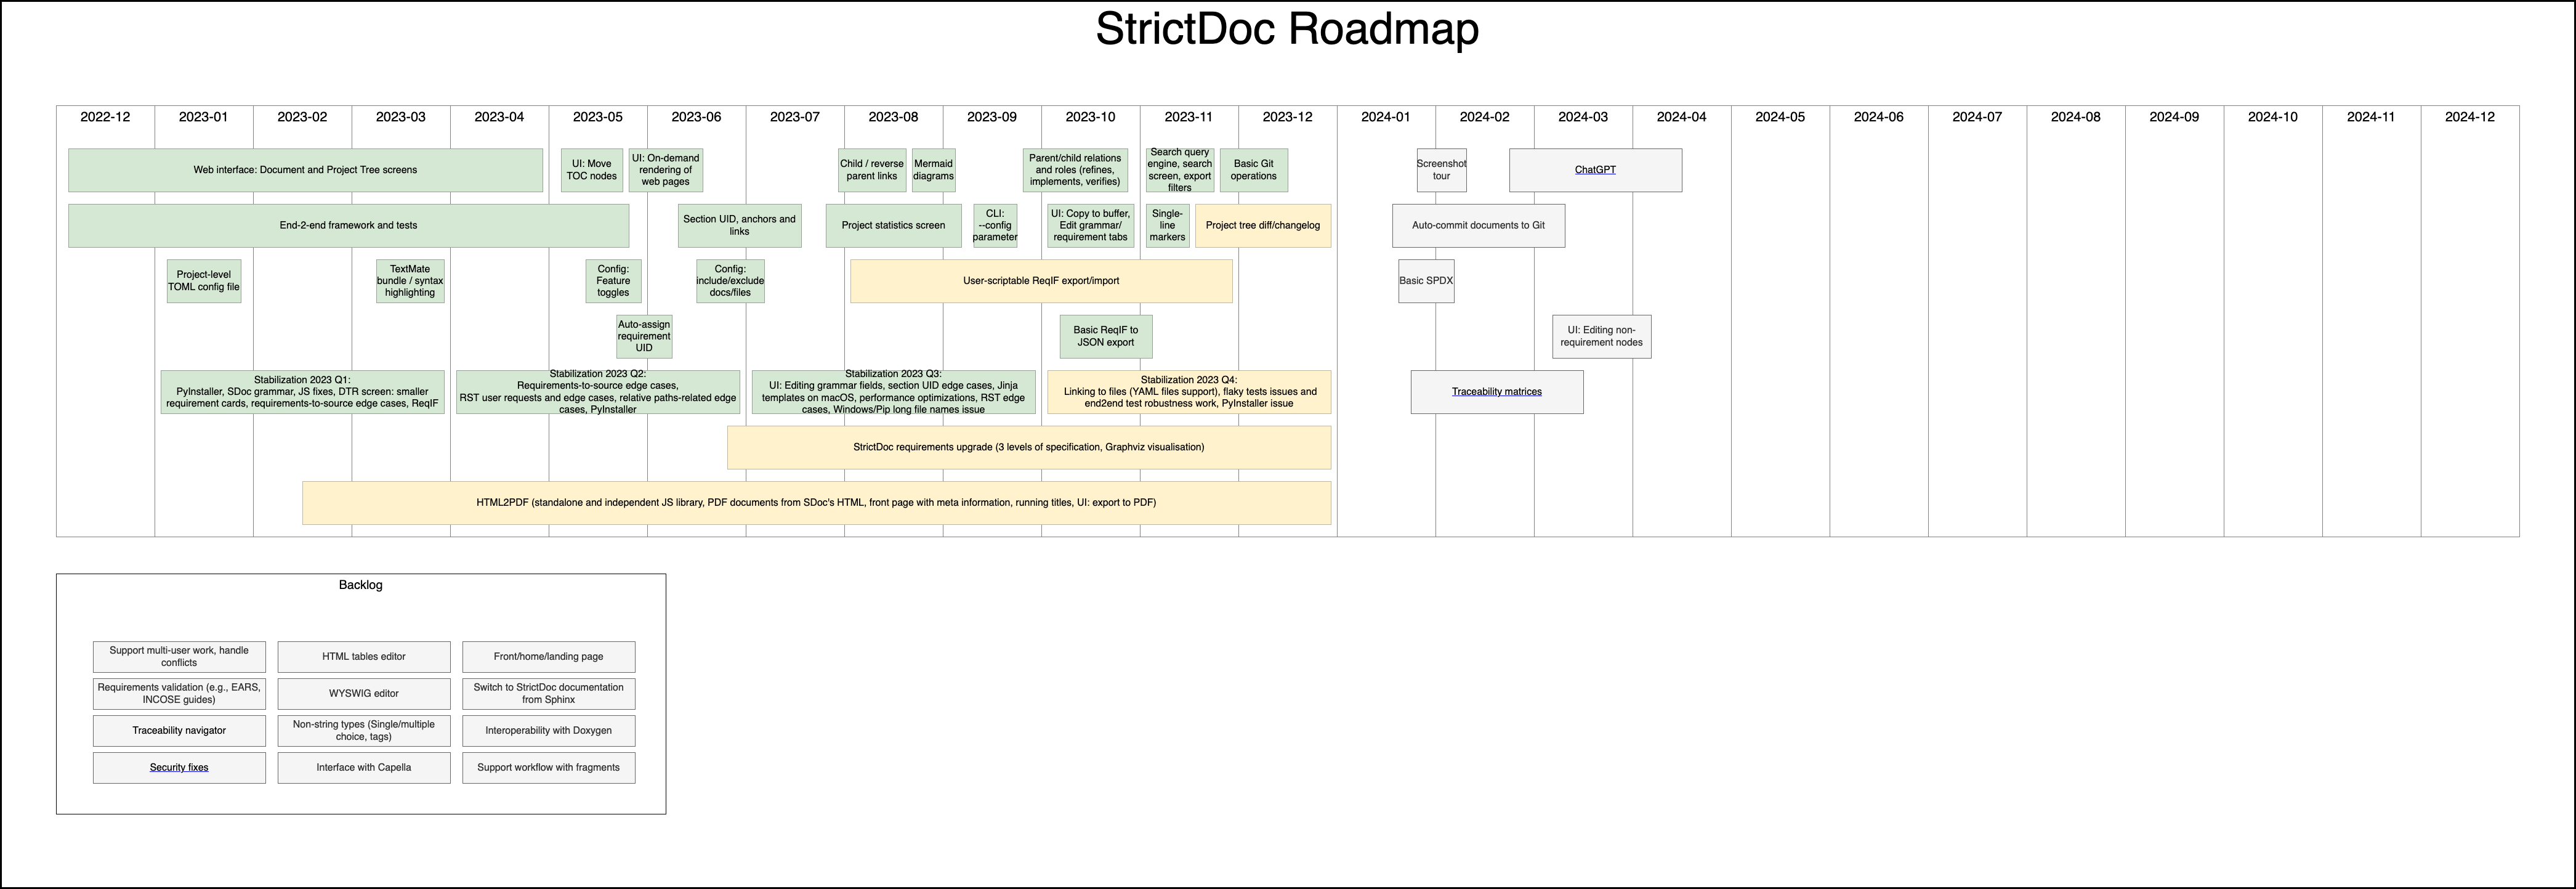 StrictDoc Roadmap
2022-12
2023-01
2023-02
2023-03
2023-04
2023-05
2023-06
2023-07
2023-08
2023-09
2023-10
2023-11
2023-12
2024-01
2024-02
2024-03
2024-04
2024-05
2024-06
2024-07
2024-08
2024-09
2024-10
2024-11
2024-12
Web interface: Document and Project Tree screens
UI: Move
TOC nodes
UI: On-demand
rendering of
web pages
Child / reverse
parent links
Mermaid
diagrams
Parent/child relations
and roles (refines,
implements, verifies)
Search query
engine, search
screen, export
filters
Basic Git
operations
Screenshot
tour
ChatGPT
End-2-end framework and tests
Section UID, anchors and
links
Project statistics screen
CLI:
--config
parameter
UI: Copy to buffer,
Edit grammar/
requirement tabs
Single-
line
markers
Project tree diff/changelog
Auto-commit documents to Git
Project-level
TOML config file
TextMate
bundle / syntax
highlighting
Config:
Feature
toggles
Config:
include/exclude
docs/files
User-scriptable ReqIF export/import
Basic SPDX
Auto-assign
requirement
UID
Basic ReqIF to
JSON export
UI: Editing non-
requirement nodes
Stabilization 2023 Q1:
PyInstaller, SDoc grammar, JS fixes, DTR screen: smaller
requirement cards, requirements-to-source edge cases, ReqIF
Stabilization 2023 Q2:
Requirements-to-source edge cases,
RST user requests and edge cases, relative paths-related edge
cases, PyInstaller
Stabilization 2023 Q3:
UI: Editing grammar fields, section UID edge cases, Jinja
templates on macOS, performance optimizations, RST edge
cases, Windows/Pip long file names issue
Stabilization 2023 Q4:
Linking to files (YAML files support), flaky tests issues and
end2end test robustness work, PyInstaller issue
Traceability matrices
StrictDoc requirements upgrade (3 levels of specification, Graphviz visualisation)
HTML2PDF (standalone and independent JS library, PDF documents from SDoc's HTML, front page with meta information, running titles, UI: export to PDF)
Backlog
Support multi-user work, handle
conflicts
HTML tables editor
Front/home/landing page
Requirements validation (e.g., EARS,
INCOSE guides)
WYSWIG editor
Switch to StrictDoc documentation
from Sphinx
Traceability navigator
Non-string types (Single/multiple
choice, tags)
Interoperability with Doxygen
Security fixes
Interface with Capella
Support workflow with fragments